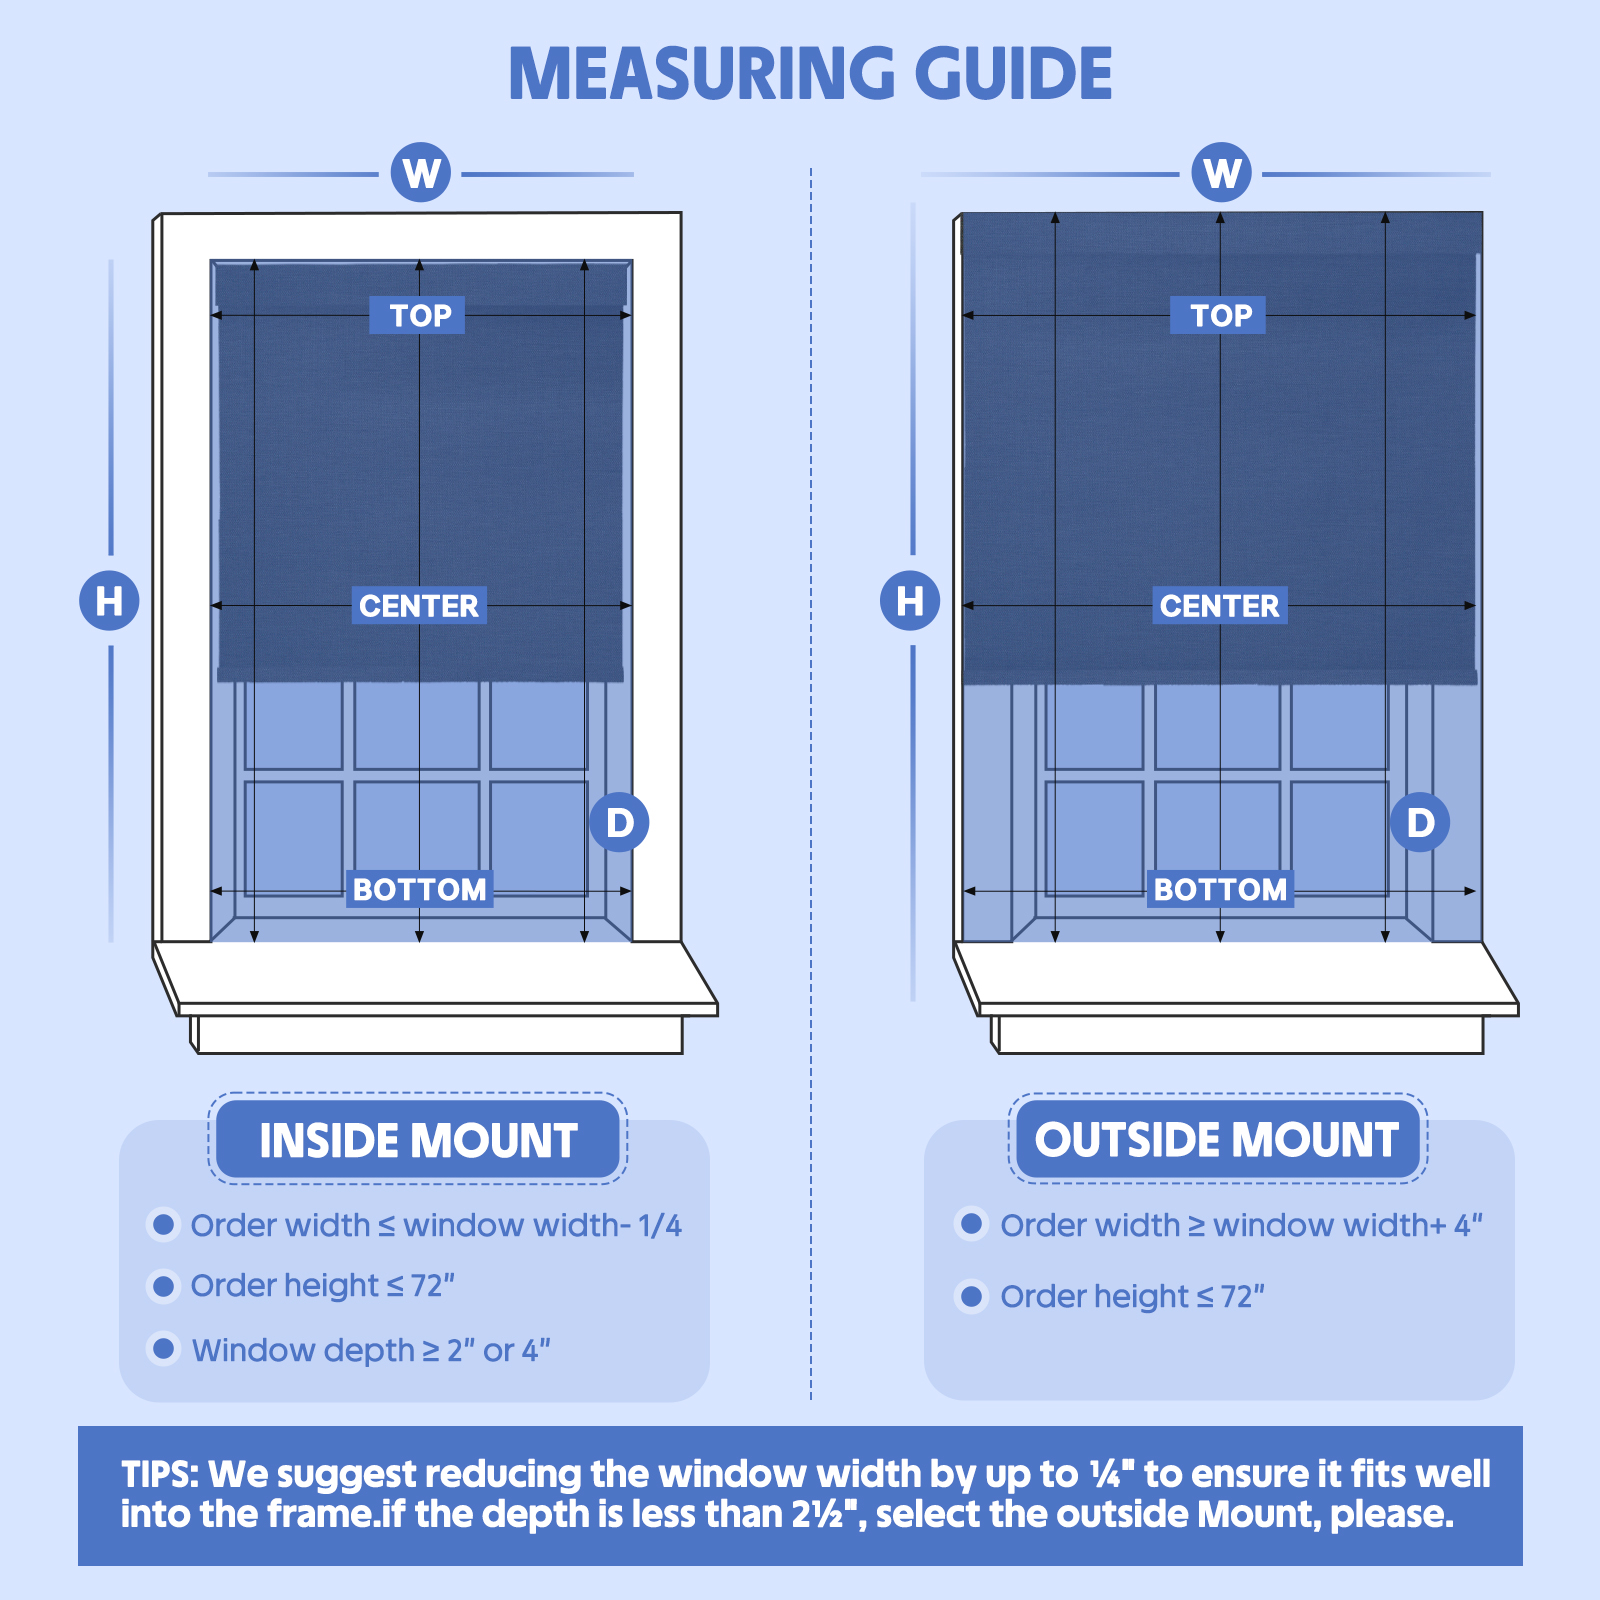 MEASURING GUIDE
W
TOP
H
CENTER
D
BOTTOM
INSIDE MOUNT
Order width ≤ window width- 1/4
Order height ≤ 72"
Window depth ≥ 2" or 4"
W
TOP
H
CENTER
D
BOTTOM
OUTSIDE MOUNT
Order width ≥ window width+ 4"
Order height ≤ 72"
TIPS: We suggest reducing the window width by up to ¼" to ensure it fits well
into the frame.if the depth is less than 2½", select the outside Mount, please.